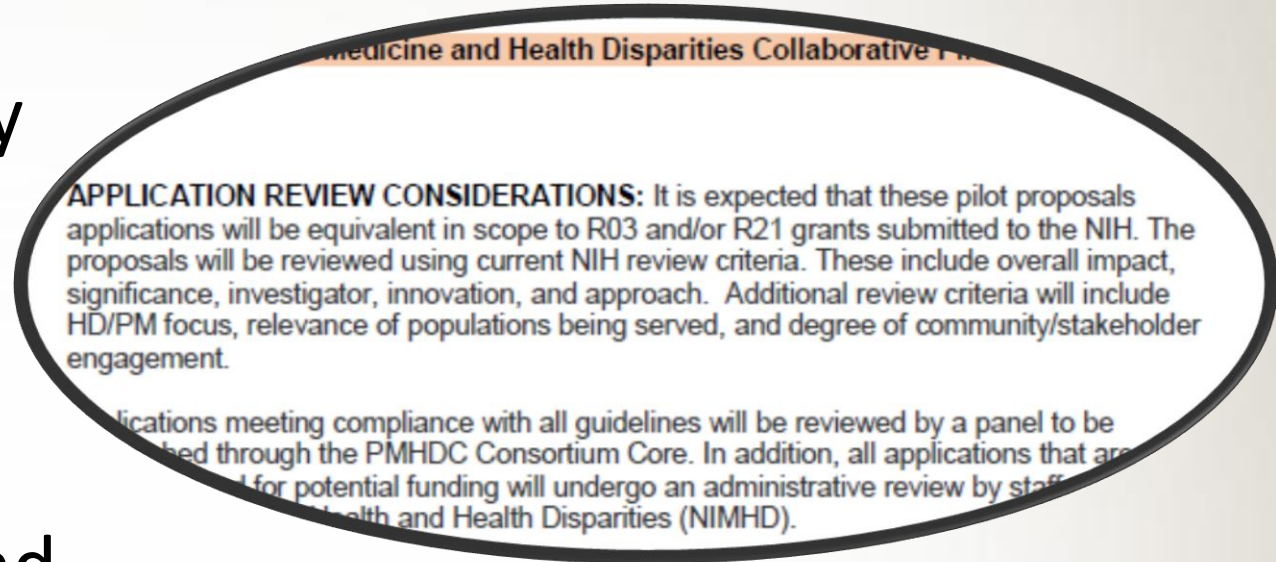 Medicine and Health Disparities Collaborative
APPLICATION REVIEW CONSIDERATIONS: It is expected that these pilot proposals
applications will be equivalent in scope to R03 and/or R21 grants submitted to the NIH. The
proposals will be reviewed using current NIH review criteria. These include overall impact,
significance, investigator, innovation, and approach. Additional review criteria will include
HD/PM focus, relevance of populations being served, and degree of community/stakeholder
engagement.
meeting compliance with all guidelines will be reviewed by a panel to be
through the PMHDC Consortium Core. In addition, all applications that are
for potential funding will undergo an administrative review by staff
Health and Health Disparities (NIMHD).